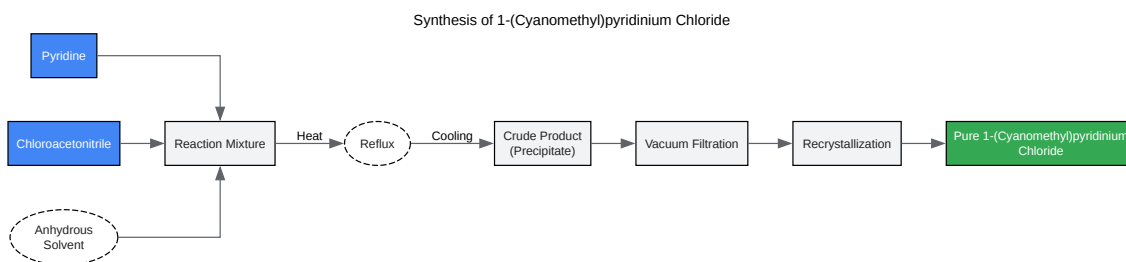 Synthesis of 1-(Cyanomethyl)pyridinium Chloride
Pyridine
Chloroacetonitrile
Reaction Mixture
Heat
Reflux
Cooling
Crude Product
(Precipitate)
Vacuum Filtration
Recrystallization
Pure 1-(Cyanomethyl)pyridinium
Chloride
Anhydrous
Solvent